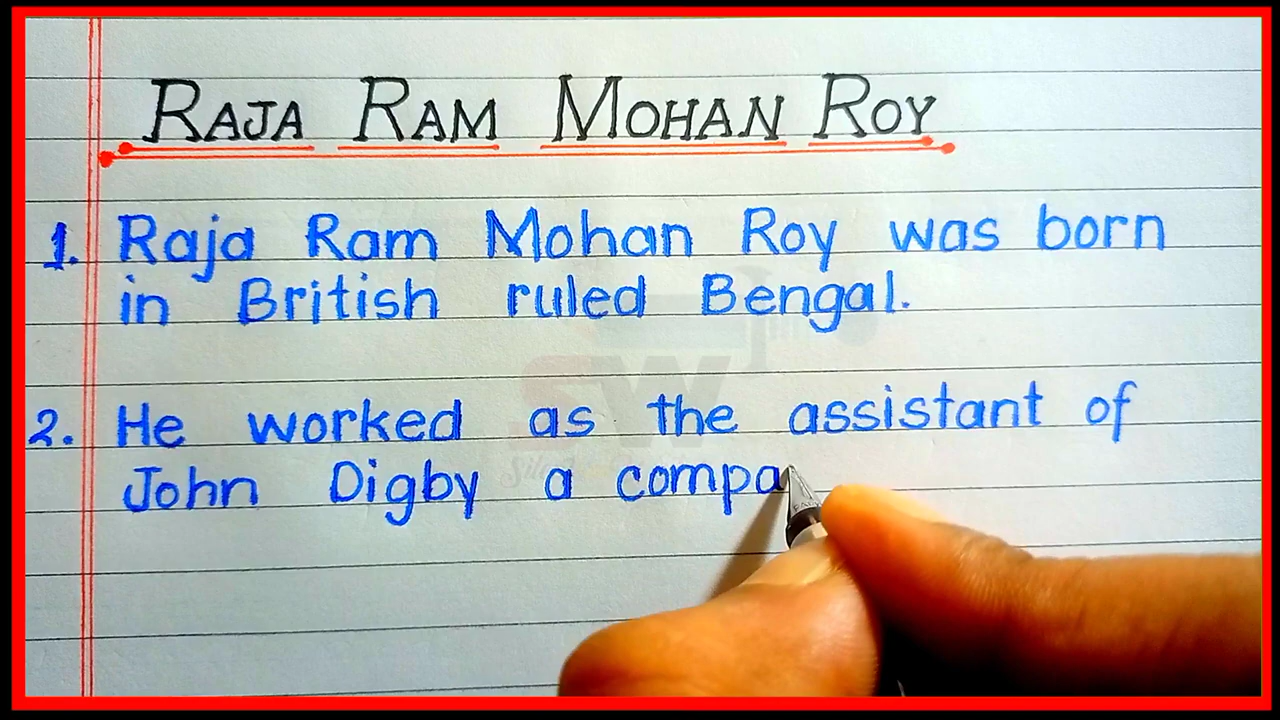 RAJA RAM MOHAN ROY
1. Raja Ram Mohan Roy was born
in British ruled Bengal.
2. He worked as the assistant of
John Digby a compa
SW